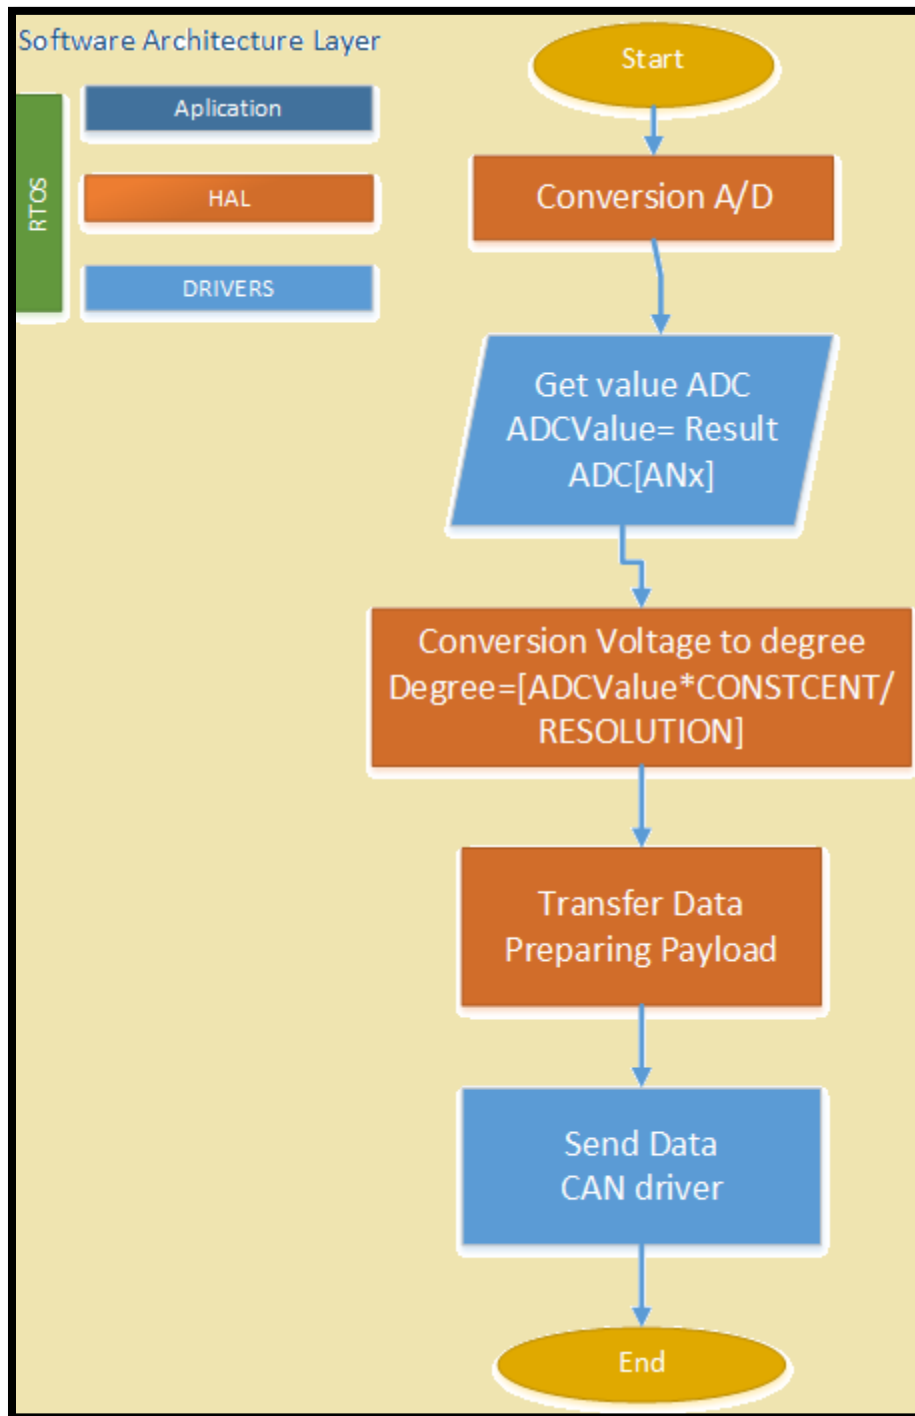 Software Architecture Layer
Aplication
RTOS
HAL
DRIVERS
Start
Conversion A/D
Get value ADC
ADCValue= Result
ADC[ANx]
Conversion Voltage to degree
Degree=[ADCValue*CONSTCENT/
RESOLUTION]
Transfer Data
Preparing Payload
Send Data
CAN driver
End